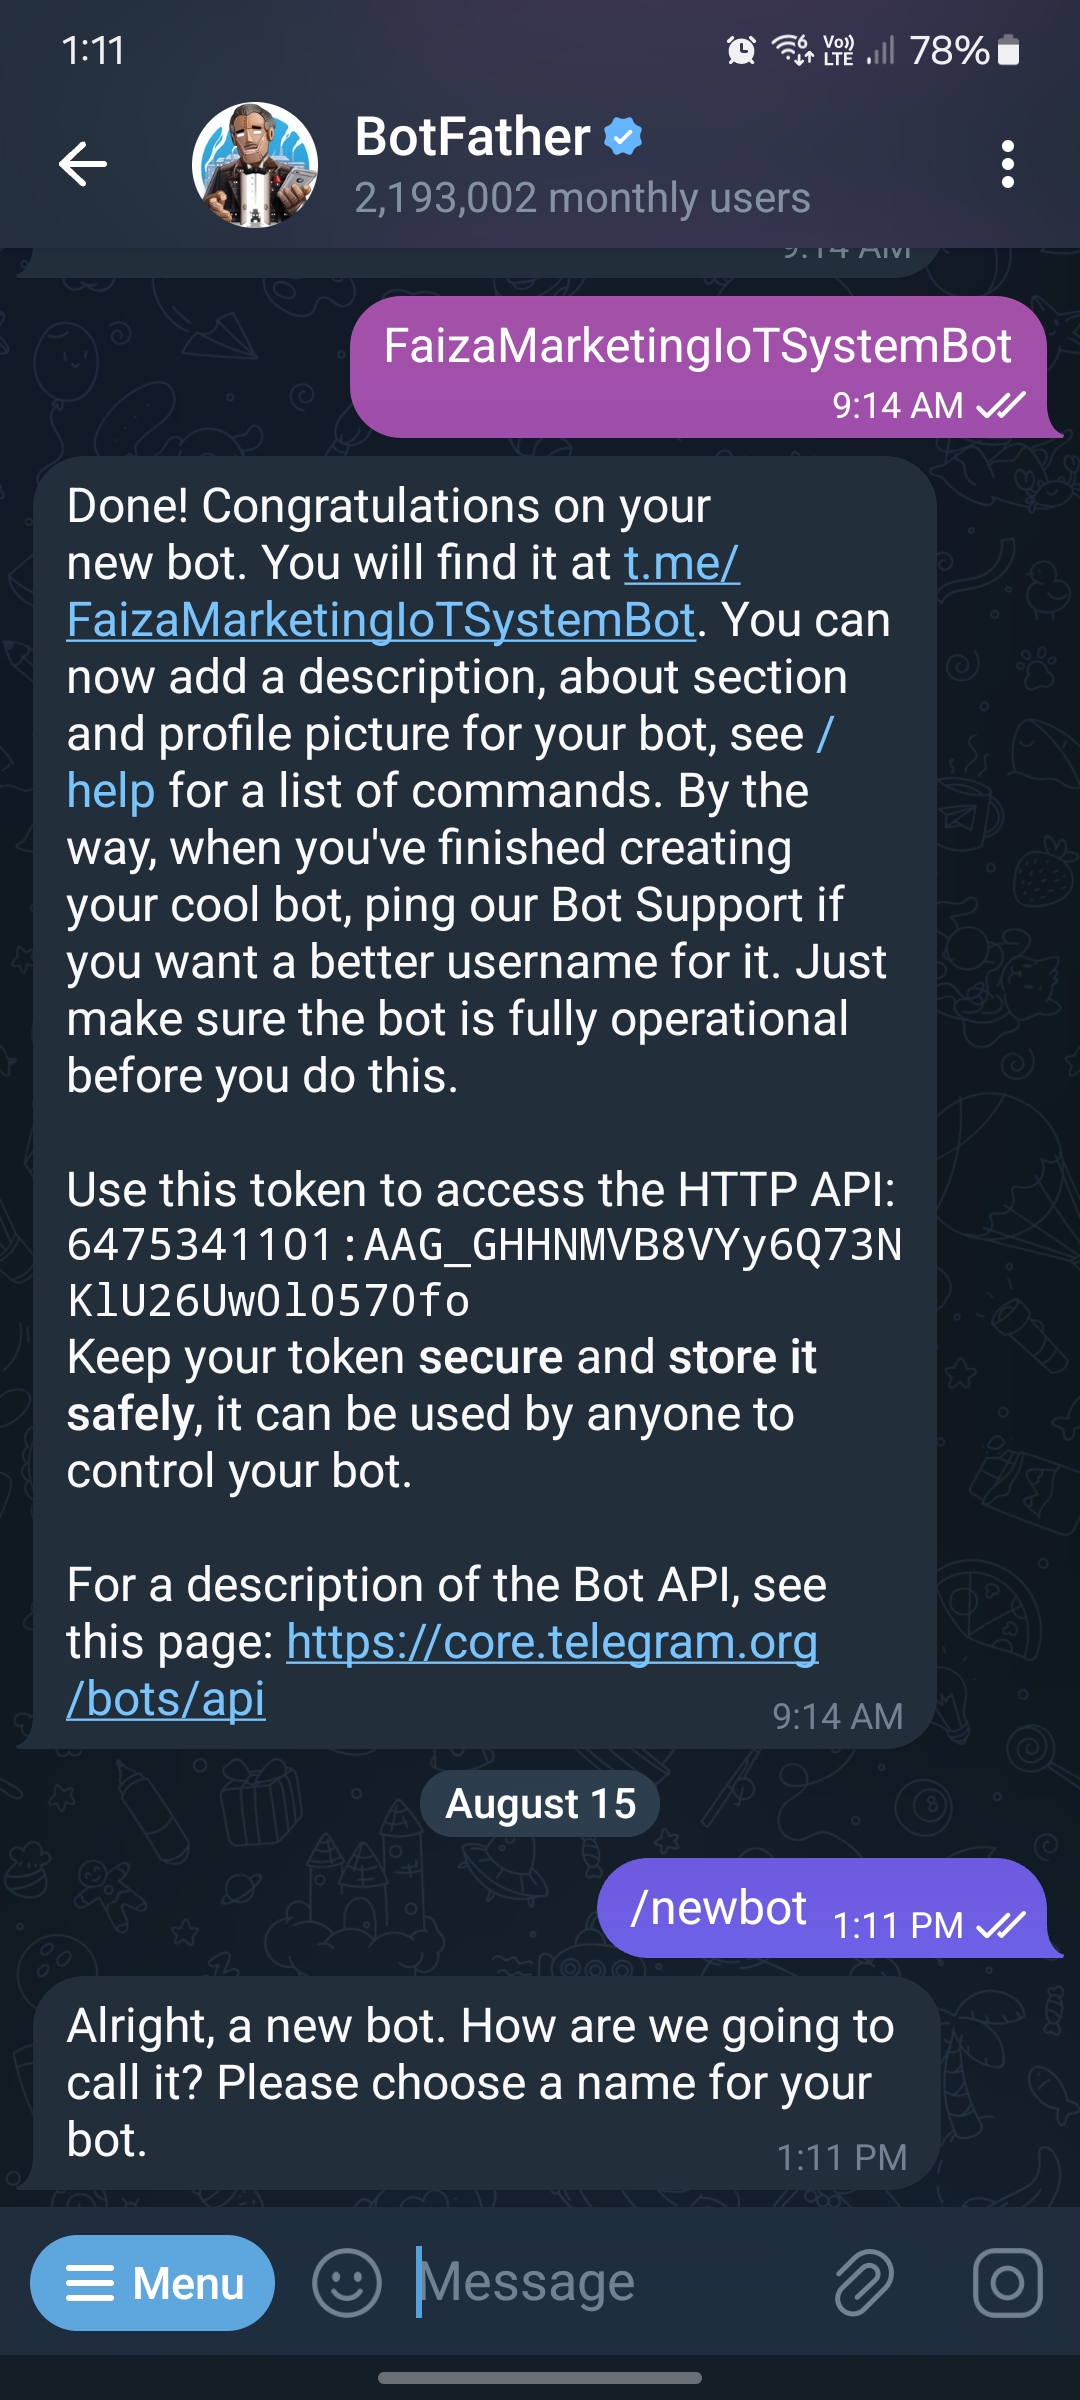 1:11
Vo))
LTE
78%
BotFather
2,193,002 monthly users
9:14 AM
FaizaMarketingIoTSystemBot
9:14 AM
Done! Congratulations on your
new bot. You will find it at t.me/
FaizaMarketingIoTSystemBot. You can
now add a description, about section
and profile picture for your bot, see /
help for a list of commands. By the
way, when you've finished creating
your cool bot, ping our Bot Support if
you want a better username for it. Just
make sure the bot is fully operational
before you do this.
Use this token to access the HTTP API:
6475341101:AAG_GHHNMVB8VYy6Q73N
Keep your token secure and store it
safely, it can be used by anyone to
control your bot.
For a description of the Bot API, see
this page: https://core.telegram.org
/bots/api
9:14 AM
August 15
/newbot
1:11 PM
Alright, a new bot. How are we going to
call it? Please choose a name for your
bot.
1:11 PM
Menu
Message